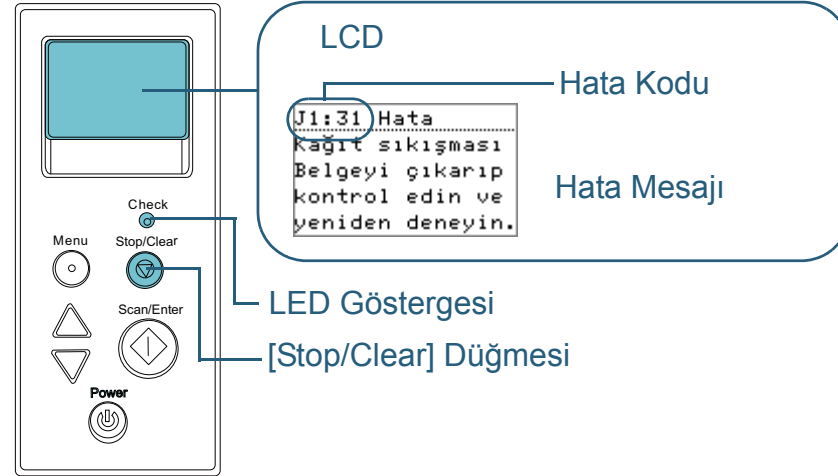 LCD
Hata Kodu
J1:31 Hata
Kağıt sıkışması
Belgeyi çıkarıp
kontrol edin ve
yeniden deneyin.
Hata Mesajı
Check
Menu
Stop/Clear
LED Göstergesi
Scan/Enter
[Stop/Clear] Düğmesi
Power